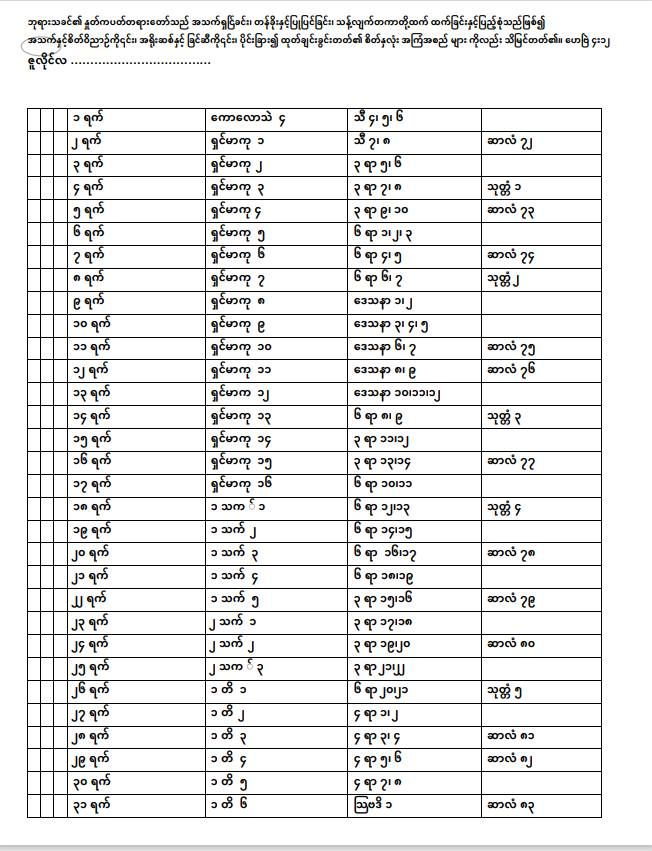 ဘုရားသခင်၏ နှုတ်ကပတ်တရားတော်သည် အသက်ရှင်ခြင်း၊ တန်ခိုးနှင့်ပြုပြင်ခြင်း၊ သန့်လျက်တကာတို့ထက် ထက်ခြင်းနှင့်ပြည့်စုံသည်ဖြစ်၍
အသက်နှင့်စိတ်ဝိညာဉ်ကို၎င်း၊ အရိုးဆစ်နှင့် ခြင်ဆီကို၎င်း၊ ပိုင်းခြား၍ ထုတ်ချင်းခွင်းတတ်၏ စိတ်နှလုံး အကြံအစည် များ ကိုလည်း သိမြင်တတ်၏။ ဟေဗြဲ ၄း၁၂
ဇူလိုင်လ ....................................
၁ ရက် ကောလောသဲ ၄ သီ ၄၊ ၅၊ ၆
၂ ရက် ရှင်မာကု ၁ သီ ၇၊ ၈ ဆာလံ ၇၂
၃ ရက် ရှင်မာကု ၂ ၃ ရာ ၅၊ ၆
၄ ရက် ရှင်မာကု ၃ ၃ ရာ ၇၊ ၈ သုတ္တံ ၁
၅ ရက် ရှင်မာကု ၄ ၃ ရာ ၉၊ ၁၀ ဆာလံ ၇၃
၆ ရက် ရှင်မာကု ၅ ၆ ရာ ၁၊၂၊ ၃
၇ ရက် ရှင်မာကု ၆ ၆ ရာ ၄၊ ၅ ဆာလံ ၇၄
၈ ရက် ရှင်မာကု ၇ ၆ ရာ ၆၊ ၇ သုတ္တံ၂
၉ ရက် ရှင်မာကု ၈ ဒေသနာ ၁၊၂
၁၀ ရက် ရှင်မာကု ၉ ဒေသနာ ၃၊ ၄၊ ၅
၁၁ ရက် ရှင်မာကု ၁၀ ဒေသနာ ၆၊ ၇ ဆာလံ ၇၅
၁၂ ရက် ရှင်မာကု ၁၁ ဒေသနာ ၈၊ ၉ ဆာလံ ၇၆
၁၃ ရက် ရှင်မာက ၁၂ ဒေသနာ ၁၀၊၁၁၊၁၂
၁၄ ရက် ရှင်မာကု ၁၃ ၆ ရာ ၈၊ ၉ သုတ္တံ ၃
၁၅ ရက် ရှင်မာကု ၁၄ ၃ ရာ ၁၁၊၁၂
၁၆ ရက် ရှင်မာကု ၁၅ ၃ ရာ ၁၃၊၁၄ ဆာလံ ၇၇
၁၇ ရက် ရှင်မာကု ၁၆ ၆ ရာ ၁၀၊၁၁
၁၈ ရက် ၁ သက ် ၁ ၆ ရာ ၁၂၊၁၃ သုတ္တံ ၄
၁၉ ရက် ၁ သက် ၂ ၆ ရာ ၁၄၊၁၅
၂၀ ရက် ၁ သက် ၃ ၆ ရာ ၁၆၊၁၇ ဆာလံ ၇၈
၂၁ ရက် ၁ သက် ၄ ၆ ရာ ၁၈၊၁၉
၂၂ ရက် ၁ သက် ၅ ၃ ရာ ၁၅၊၁၆ ဆာလံ ၇၉
၂၃ ရက် ၂ သက် ၁ ၃ ရာ ၁၇၊၁၈
၂၄ ရက် ၂ သက် ၂ ၃ ရာ ၁၉၊၂၀ ဆာလံ ၈၀
၂၅ ရက် ၂ သက ် ၃ ၃ ရာ၂၁၊၂၂
၂၆ ရက် ၁ တိ ၁ ၆ ရာ ၂၀၊၂၁ သုတ္တံ ၅
၂၇ ရက် ၁ တိ ၂ ၄ ရာ ၁၊၂
၂၈ ရက် ၁ တိ ၃ ၄ ရာ ၃၊ ၄ ဆာလံ ၈၁
၂၉ ရက် ၁ တိ ၄ ၄ ရာ ၅၊ ၆ ဆာလံ ၈၂
၃၀ ရက် ၁ တိ ၅ ၄ ရာ ၇၊ ၈
၃၁ ရက် ၁ တိ ၆ ဩဗဒိ ၁ ဆာလံ ၈၃